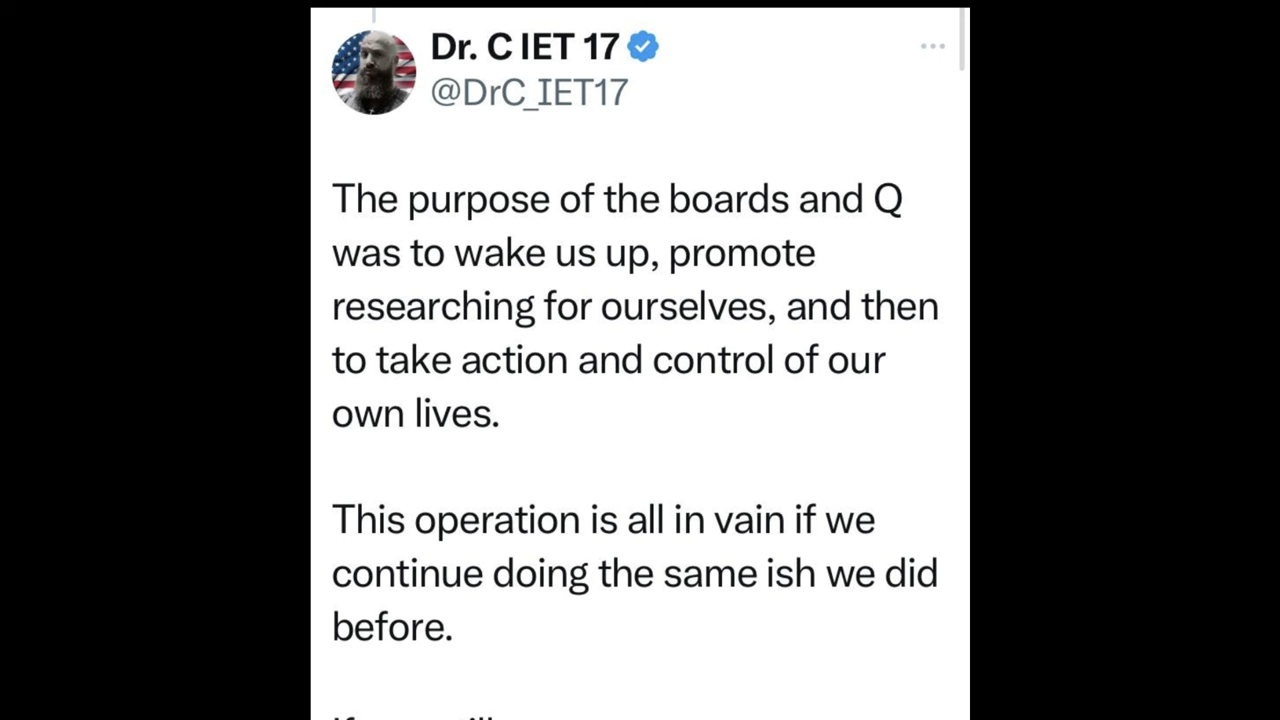 Dr. C IET 17
@DrC_IET17
The purpose of the boards and Q
was to wake us up, promote
researching for ourselves, and then
to take action and control of our
own lives.
This operation is all in vain if we
continue doing the same ish we did
before.